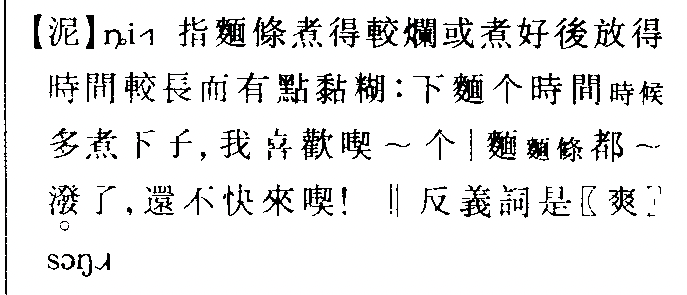 【泥】ȵi˧˥ 指麵條煮得較爛或煮好後放得
時間較長而有點黏糊：下麵个時間時候
多煮下子，我喜歡喫～个｜麵麵條都～
潑了，還不快來喫！‖反義詞是〖爽〗
sɔŋ